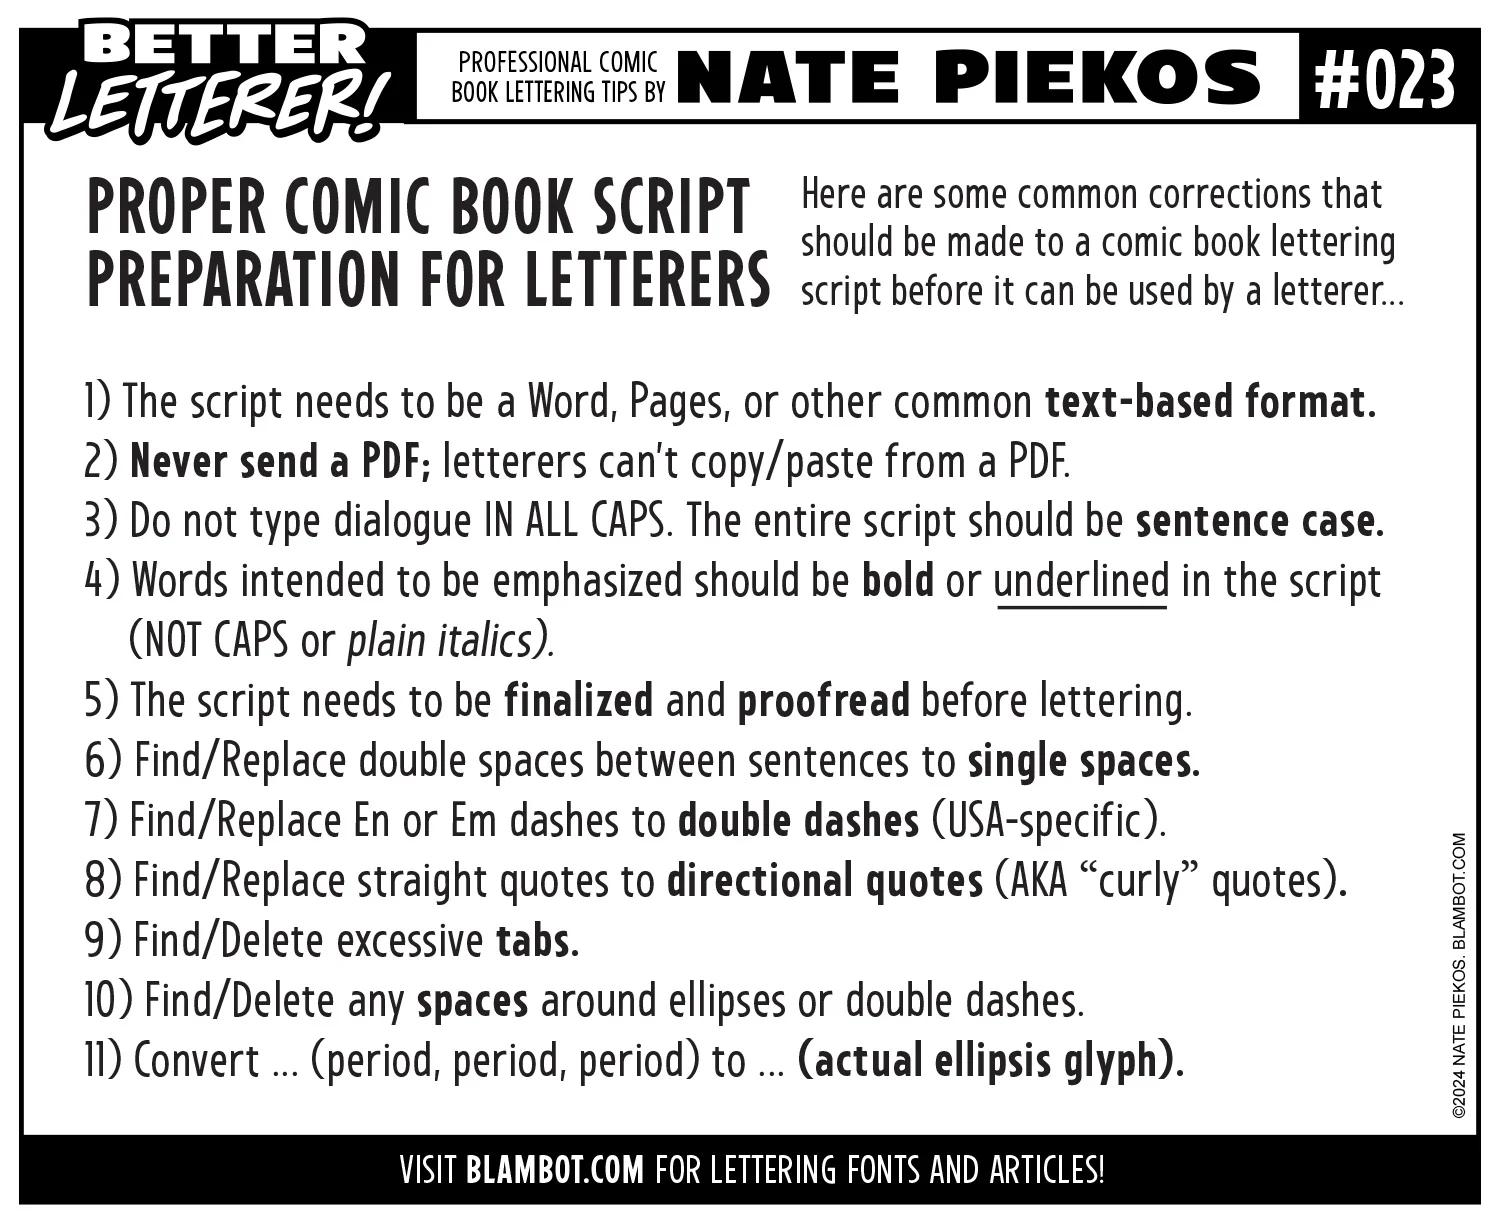 BETTER
LETTERER!
PROFESSIONAL COMIC
BOOK LETTERING TIPS BY
NATE PIEKOS
#023
PROPER COMIC BOOK SCRIPT
PREPARATION FOR LETTERERS
Here are some common corrections that
should be made to a comic book lettering
script before it can be used by a letterer...
1) The script needs to be a Word, Pages, or other common text-based format.
2) Never send a PDF; letterers can't copy/paste from a PDF.
3) Do not type dialogue IN ALL CAPS. The entire script should be sentence case.
4) Words intended to be emphasized should be bold or underlined in the script
(NOT CAPS or plain italics).
5) The script needs to be finalized and proofread before lettering.
6) Find/Replace double spaces between sentences to single spaces.
7) Find/Replace En or Em dashes to double dashes (USA-specific).
8) Find/Replace straight quotes to directional quotes (AKA “curly” quotes).
9) Find/Delete excessive tabs.
10) Find/Delete any spaces around ellipses or double dashes.
11) Convert ... (period, period, period) to … (actual ellipsis glyph).
©2024 NATE PIEKOS. BLAMBOT.COM
VISIT BLAMBOT.COM FOR LETTERING FONTS AND ARTICLES!